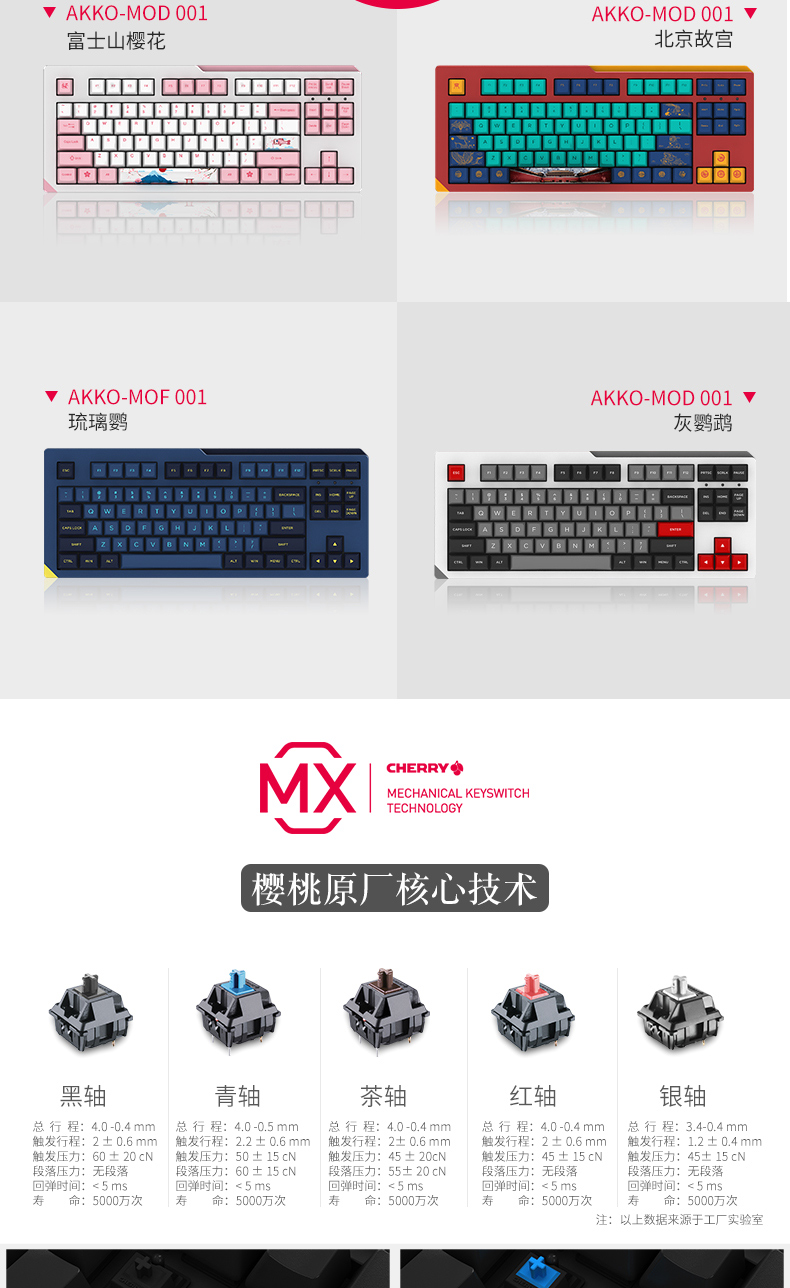 AKKO-MOD 001
富士山樱花
AKKO-MOD 001
北京故宫
AKKO-MOF 001
琉璃鹦
AKKO-MOD 001
灰鹦鹉
MX
CHERRY
MECHANICAL KEYSWITCH
TECHNOLOGY
樱桃原厂核心技术
黑轴
总 行 程：4.0 -0.4 mm
触发行程：2 ± 0.6 mm
触发压力：60 ± 20 cN
段落压力：无段落
回弹时间：< 5 ms
寿 命：5000万次
青轴
总 行 程：4.0 -0.5 mm
触发行程：2.2 ± 0.6 mm
触发压力：50 ± 15 cN
段落压力：60 ± 15 cN
回弹时间：< 5 ms
寿 命：5000万次
茶轴
总 行 程：4.0 -0.4 mm
触发行程：2± 0.6 mm
触发压力：45 ± 20cN
段落压力：55± 20 cN
回弹时间：< 5 ms
寿 命：5000万次
红轴
总 行 程：4.0 -0.4 mm
触发行程：2 ± 0.6 mm
触发压力：45 ± 15 cN
段落压力：无段落
回弹时间：< 5 ms
寿 命：5000万次
银轴
总 行 程：3.4-0.4 mm
触发行程：1.2 ± 0.4 mm
触发压力：45± 15 cN
段落压力：无段落
回弹时间：< 5 ms
寿 命：5000万次
注：以上数据来源于工厂实验室